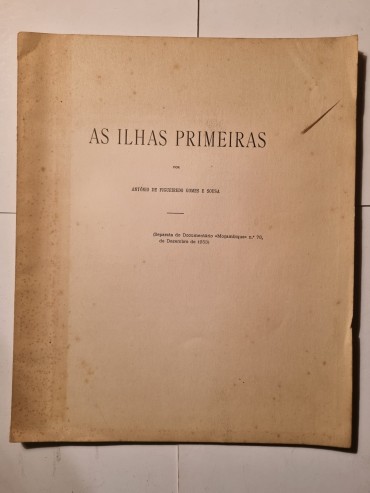 AS ILHAS PRIMEIRAS
POR
ANTÓNIO DE FIGUEIREDO GOMES E SOUSA
(Separata do Documentário «Moçambique» n.º 76,
de Dezembro de 1953)